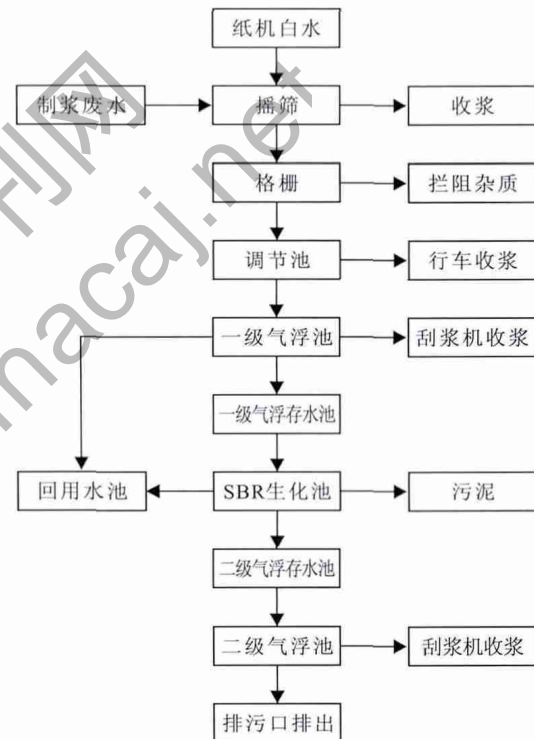 纸机白水
制浆废水
摇筛
收浆
格栅
拦阻杂质
调节池
行车收浆
一级气浮池
刮浆机收浆
一级气浮存水池
回用水池
SBR生化池
污泥
二级气浮存水池
二级气浮池
刮浆机收浆
排污口排出
刊网
macaj.net